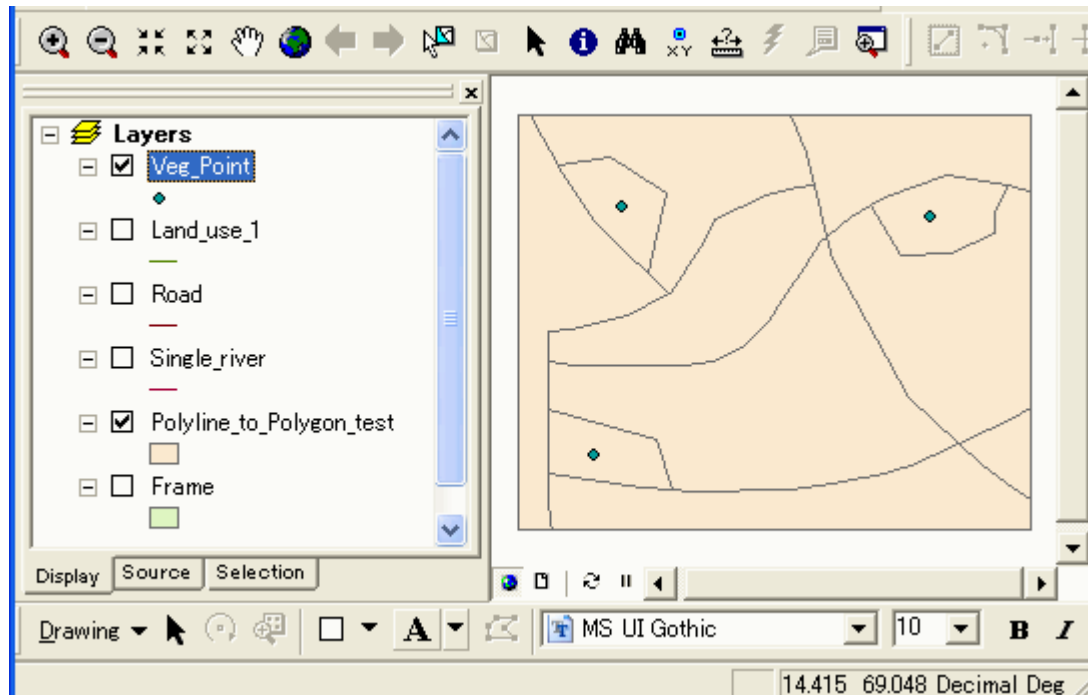 XY
Layers
Veg_Point
Land_use_1
Road
Single_river
Polyline_to_Polygon_test
Frame
Display Source Selection
Drawing A MS UI Gothic 10 B I
14.415 69.048 Decimal Deg